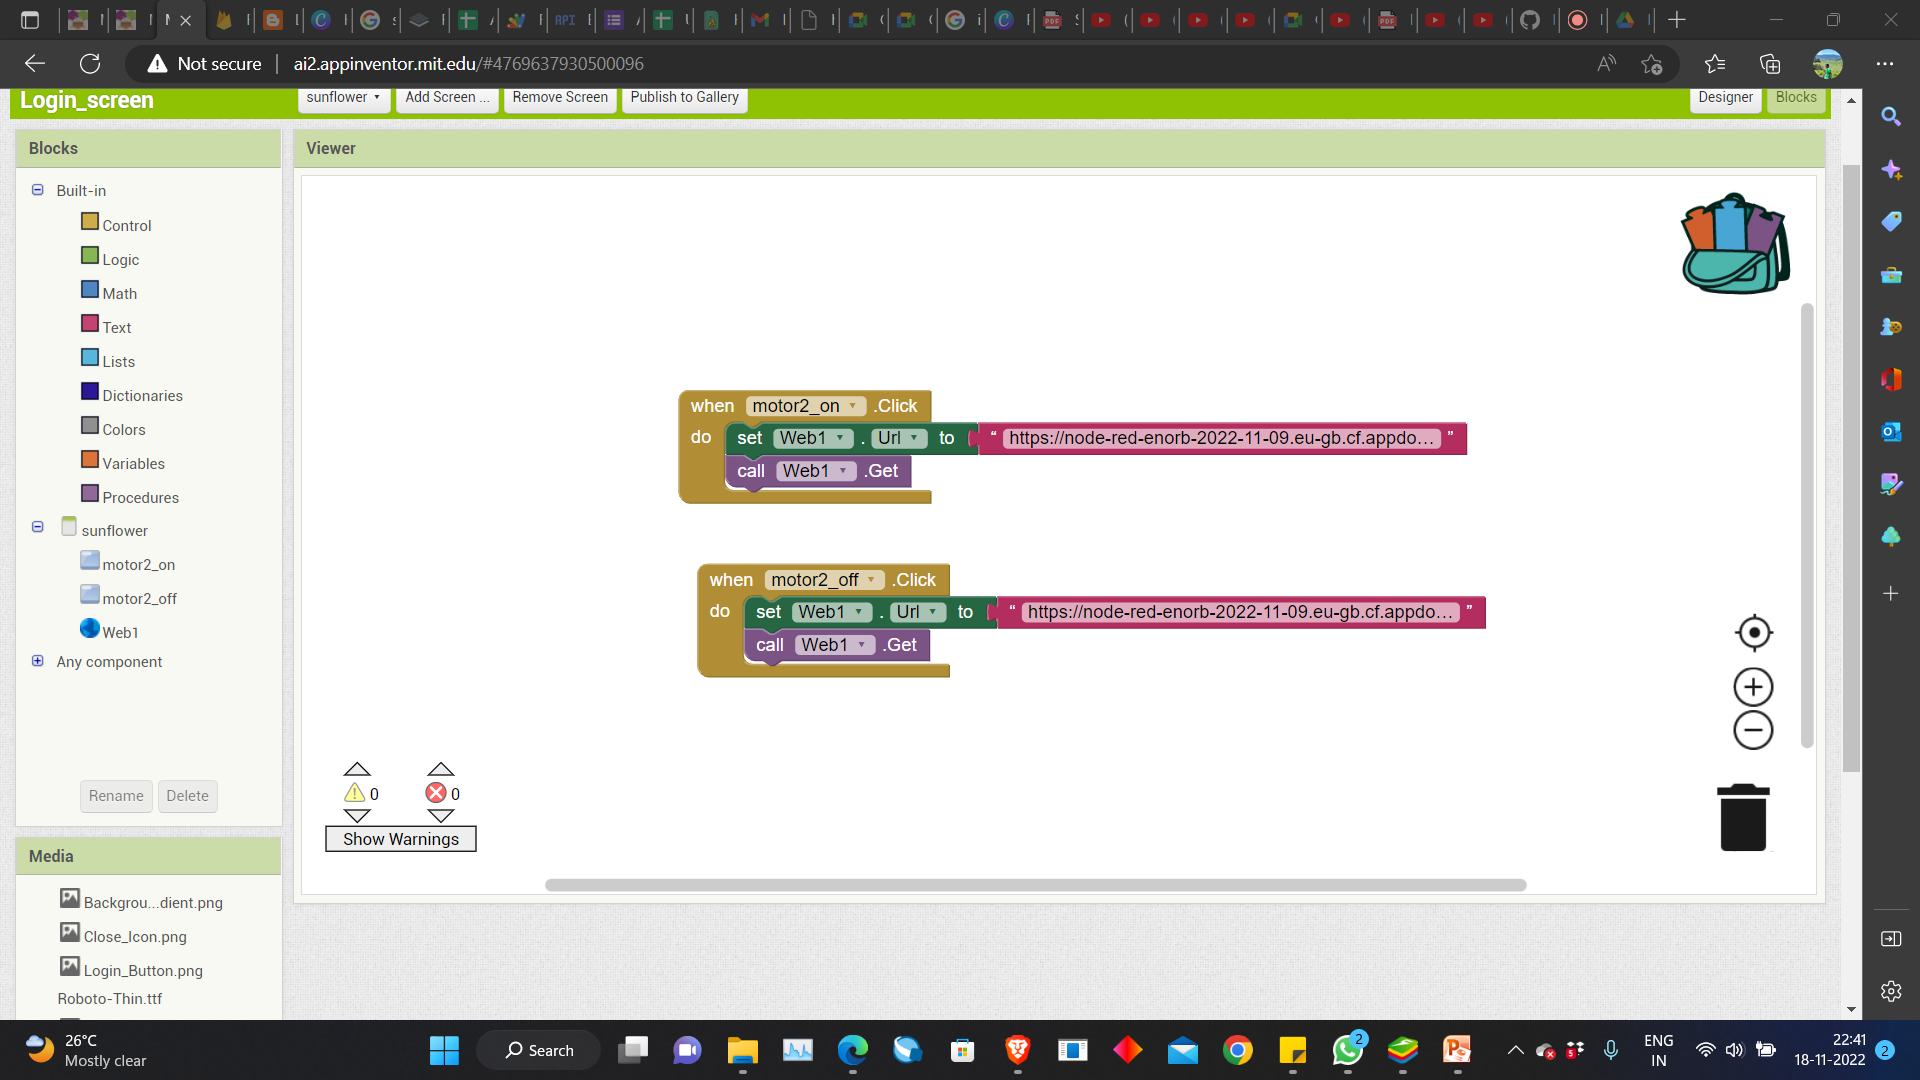 Not secure
ai2.appinventor.mit.edu/#4769637930500096
Login_screen
sunflower
Add Screen ...
Remove Screen
Publish to Gallery
Designer
Blocks
Blocks
Viewer
Built-in
Control
Logic
Math
Text
Lists
Dictionaries
Colors
Variables
Procedures
sunflower
motor2_on
motor2_off
Web1
Any component
Rename
Delete
when motor2_on .Click
do set Web1 . Url to “ https://node-red-enorb-2022-11-09.eu-gb.cf.appdo… ”
call Web1 .Get
when motor2_off .Click
do set Web1 . Url to “ https://node-red-enorb-2022-11-09.eu-gb.cf.appdo… ”
call Web1 .Get
0
0
Show Warnings
Media
Backgrou...dient.png
Close_Icon.png
Login_Button.png
Roboto-Thin.ttf
26°C
Mostly clear
Search
2
ENG
IN
22:41
18-11-2022
2